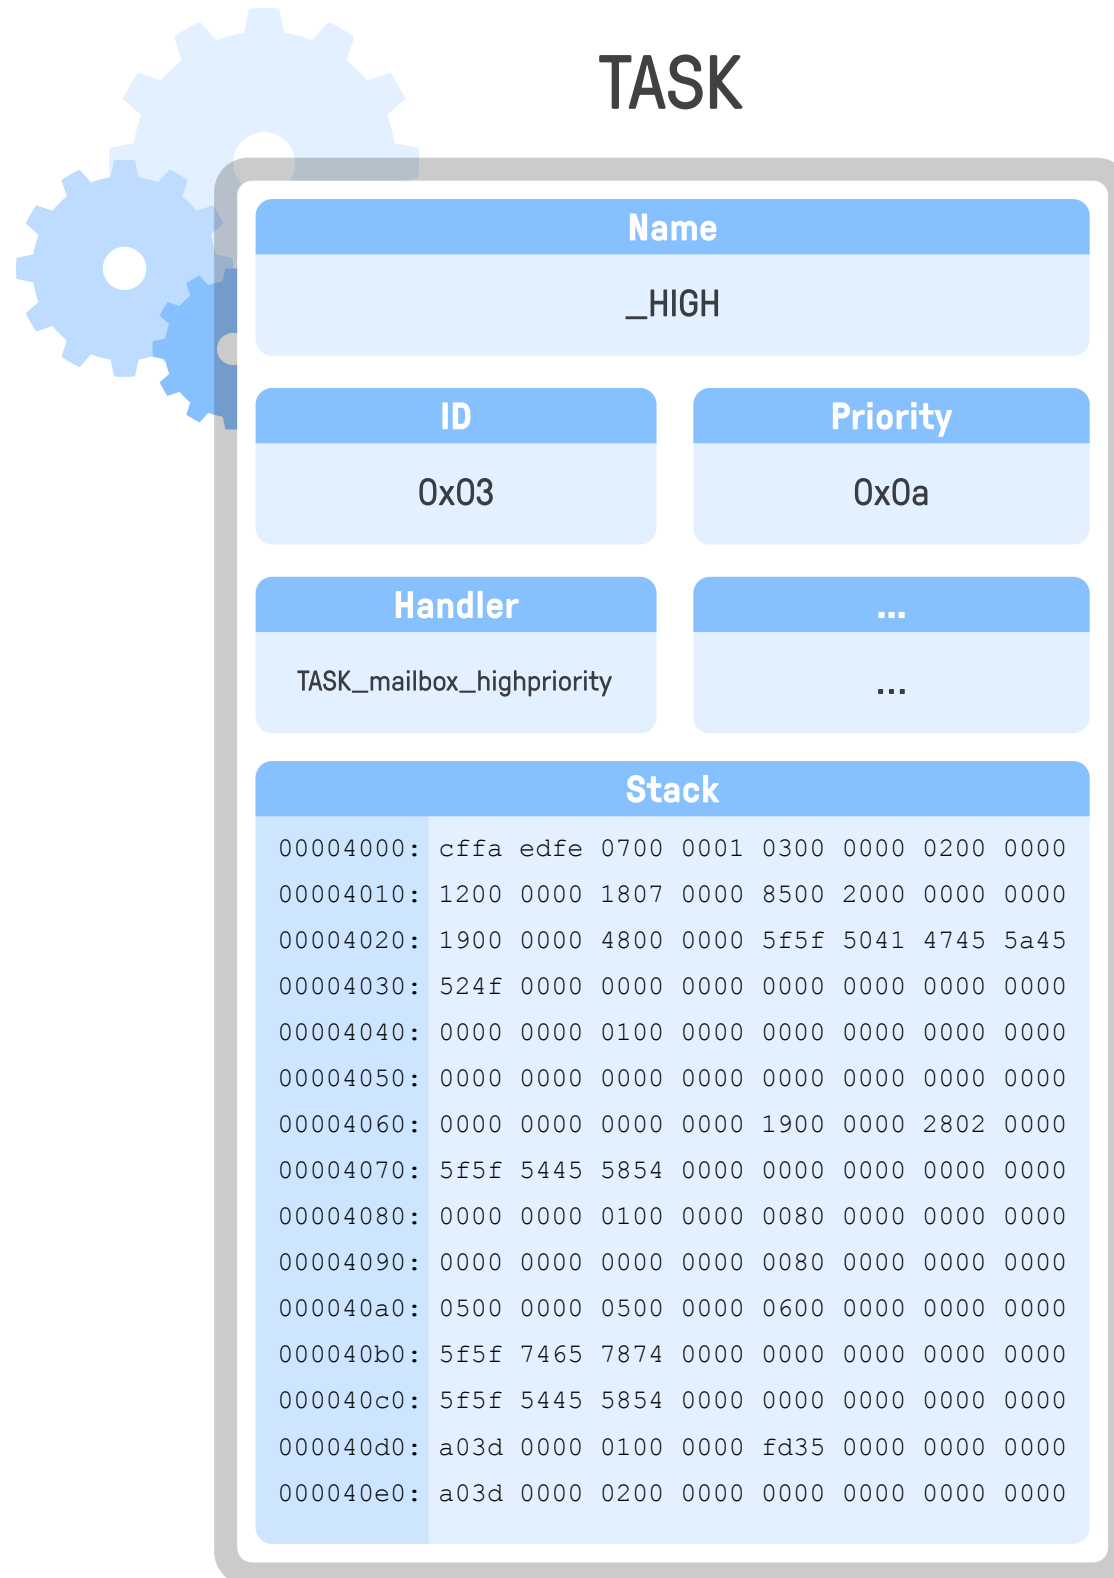 TASK
Name
_HIGH
ID
Priority
0x03
0x0a
Handler
...
TASK_mailbox_highpriority
...
Stack
00004000: cffa edfe 0700 0001 0300 0000 0200 0000
00004010: 1200 0000 1807 0000 8500 2000 0000 0000
00004020: 1900 0000 4800 0000 5f5f 5041 4745 5a45
00004030: 524f 0000 0000 0000 0000 0000 0000 0000
00004040: 0000 0000 0100 0000 0000 0000 0000 0000
00004050: 0000 0000 0000 0000 0000 0000 0000 0000
00004060: 0000 0000 0000 0000 1900 0000 2802 0000
00004070: 5f5f 5445 5854 0000 0000 0000 0000 0000
00004080: 0000 0000 0100 0000 0080 0000 0000 0000
00004090: 0000 0000 0000 0000 0080 0000 0000 0000
000040a0: 0500 0000 0500 0000 0600 0000 0000 0000
000040b0: 5f5f 7465 7874 0000 0000 0000 0000 0000
000040c0: 5f5f 5445 5854 0000 0000 0000 0000 0000
000040d0: a03d 0000 0100 0000 fd35 0000 0000 0000
000040e0: a03d 0000 0200 0000 0000 0000 0000 0000